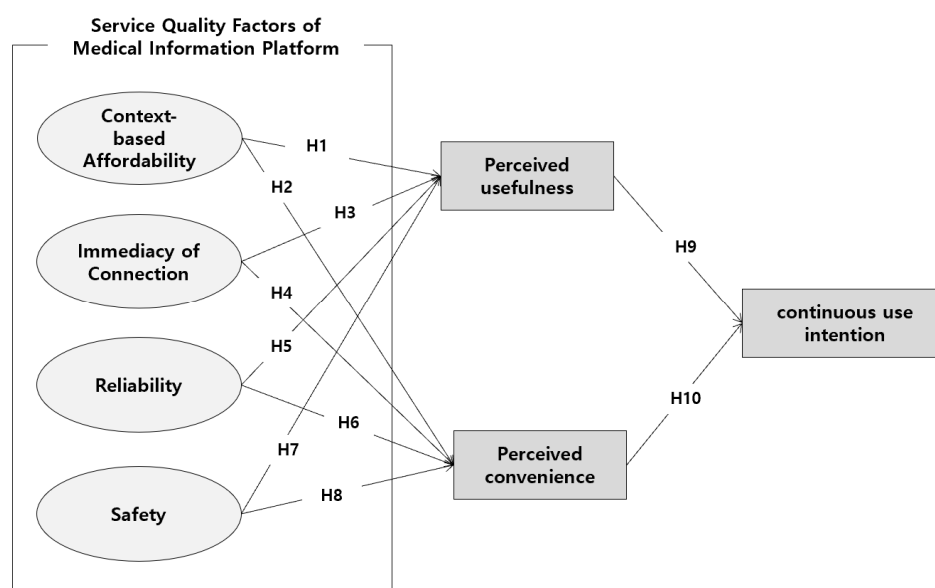 Service Quality Factors of
Medical Information Platform
Context-
based
Affordability
Immediacy of
Connection
Reliability
Safety
H1
H2
H3
H4
H5
H6
H7
H8
Perceived
usefulness
Perceived
convenience
H9
H10
continuous use
intention